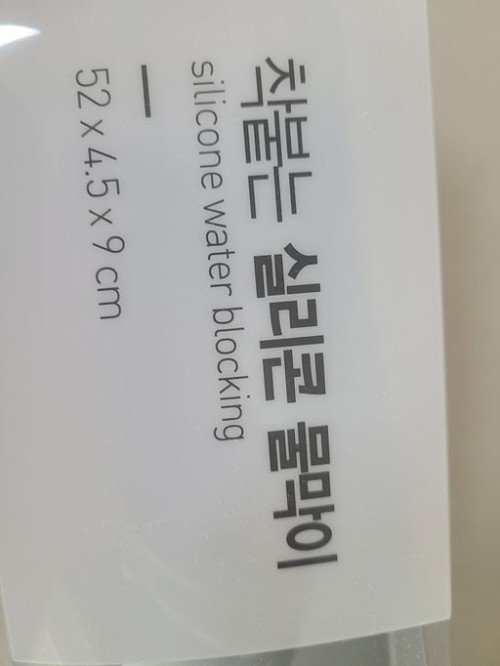 착붙는 실리콘 물막이
silicone water blocking
52 x 4.5 x 9 cm